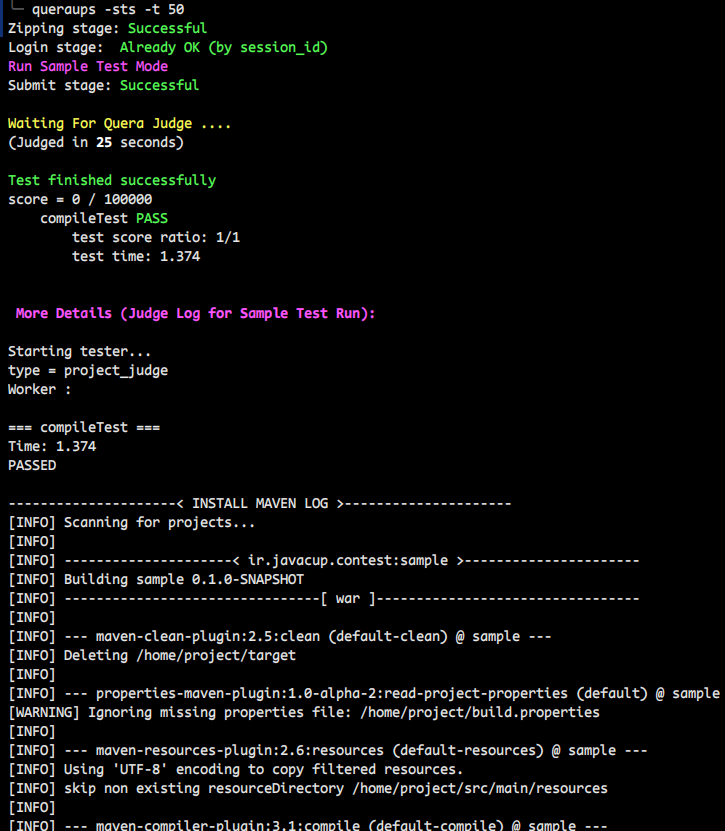 queraups -sts -t 50
Zipping stage: Successful
Login stage:  Already OK (by session_id)
Run Sample Test Mode
Submit stage: Successful
Waiting For Quera Judge ....
(Judged in 25 seconds)
Test finished successfully
score = 0 / 100000
compileTest PASS
test score ratio: 1/1
test time: 1.374
More Details (Judge Log for Sample Test Run):
Starting tester...
type = project_judge
Worker :
=== compileTest ===
Time: 1.374
PASSED
---------------------< INSTALL MAVEN LOG >---------------------
[INFO] Scanning for projects...
[INFO]
[INFO] ---------------------< ir.javacup.contest:sample >----------------------
[INFO] Building sample 0.1.0-SNAPSHOT
[INFO] --------------------------------[ war ]---------------------------------
[INFO]
[INFO] --- maven-clean-plugin:2.5:clean (default-clean) @ sample ---
[INFO] Deleting /home/project/target
[INFO]
[INFO] --- properties-maven-plugin:1.0-alpha-2:read-project-properties (default) @ sample
[WARNING] Ignoring missing properties file: /home/project/build.properties
[INFO]
[INFO] --- maven-resources-plugin:2.6:resources (default-resources) @ sample ---
[INFO] Using 'UTF-8' encoding to copy filtered resources.
[INFO] skip non existing resourceDirectory /home/project/src/main/resources
[INFO]
[INFO] --- maven-compiler-plugin:3.1:compile (default-compile) @ sample ---